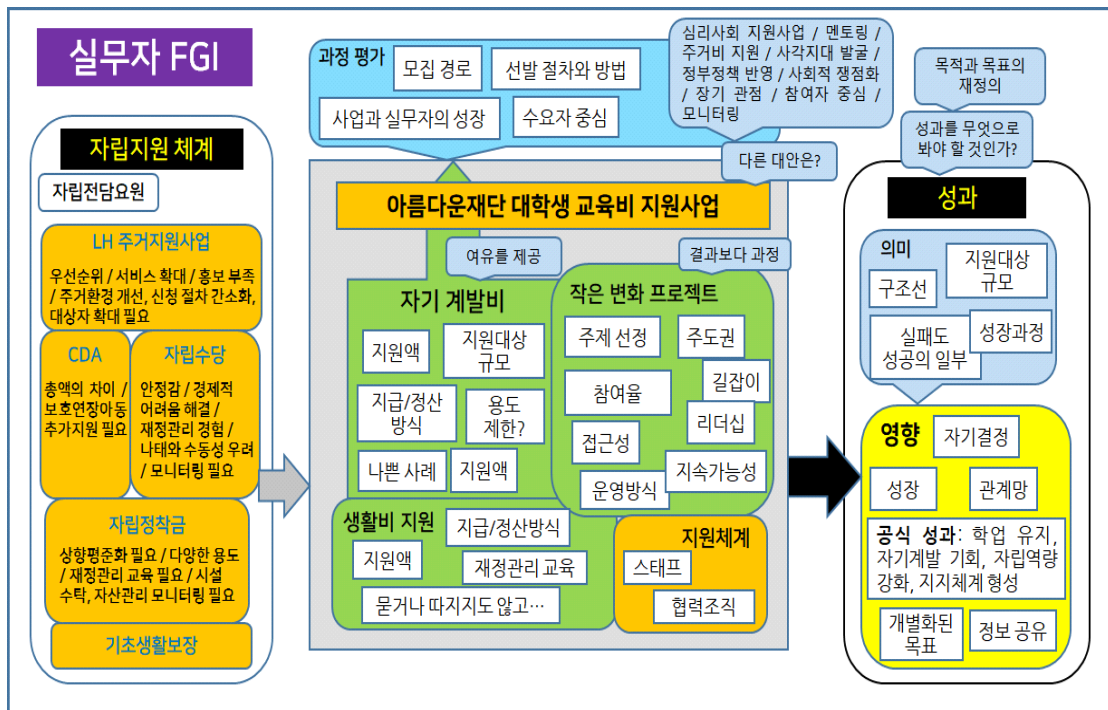 실무자 FGI
자립지원 체계
자립전담요원
LH 주거지원사업
우선순위 / 서비스 확대 / 홍보 부족
/ 주거환경 개선, 신청 절차 간소화,
대상자 확대 필요
CDA
총액의 차이 /
보호연장아동
추가지원 필요
자립수당
안정감 / 경제적
어려움 해결 /
재정관리 경험 /
나태와 수동성 우려
/ 모니터링 필요
자립정착금
상향평준화 필요 / 다양한 용도
/ 재정관리 교육 필요 / 시설
수탁, 자산관리 모니터링 필요
기초생활보장
과정 평가
모집 경로
선발 절차와 방법
사업과 실무자의 성장
수요자 중심
심리사회 지원사업 / 멘토링 /
주거비 지원 / 사각지대 발굴 /
정부정책 반영 / 사회적 쟁점화
/ 장기 관점 / 참여자 중심 /
모니터링
다른 대안은?
아름다운재단 대학생 교육비 지원사업
여유를 제공
자기 계발비
지원액
지원대상
규모
지급/정산
방식
용도
제한?
나쁜 사례
지원액
결과보다 과정
작은 변화 프로젝트
주제 선정
주도권
참여율
길잡이
리더십
접근성
지속가능성
운영방식
생활비 지원
지급/정산방식
지원액
재정관리 교육
묻거나 따지지도 않고…
지원체계
스태프
협력조직
목적과 목표의
재정의
성과를 무엇으로
봐야 할 것인가?
성과
의미
지원대상
규모
구조선
실패도
성공의 일부
성장과정
영향
자기결정
성장
관계망
공식 성과: 학업 유지,
자기계발 기회, 자립역량
강화, 지지체계 형성
개별화된
목표
정보 공유